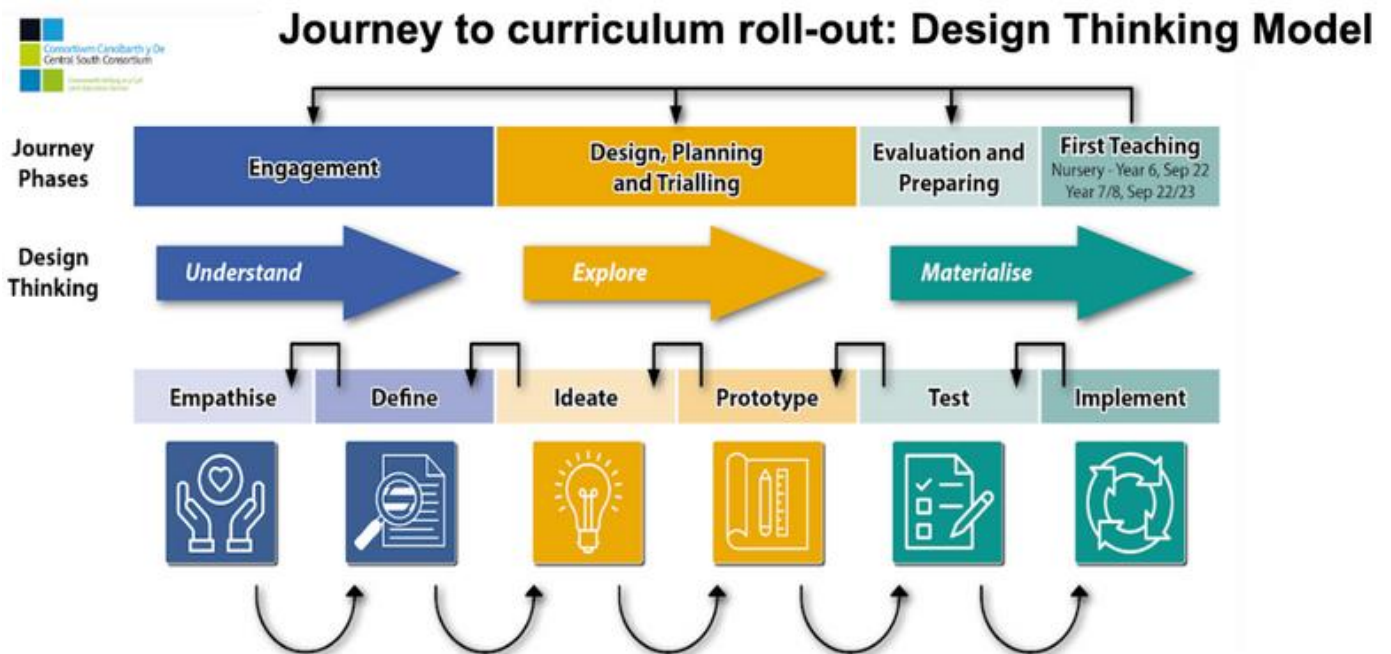 Journey to curriculum roll-out: Design Thinking Model
Consortiwm Canolbarth y De
Central South Consortium
Journey
Phases
Engagement
Design, Planning
and Trialling
Evaluation and
Preparing
First Teaching
Nursery - Year 6, Sep 22
Year 7/8, Sep 22/23
Design
Thinking
Understand
Explore
Materialise
Empathise
Define
Ideate
Prototype
Test
Implement